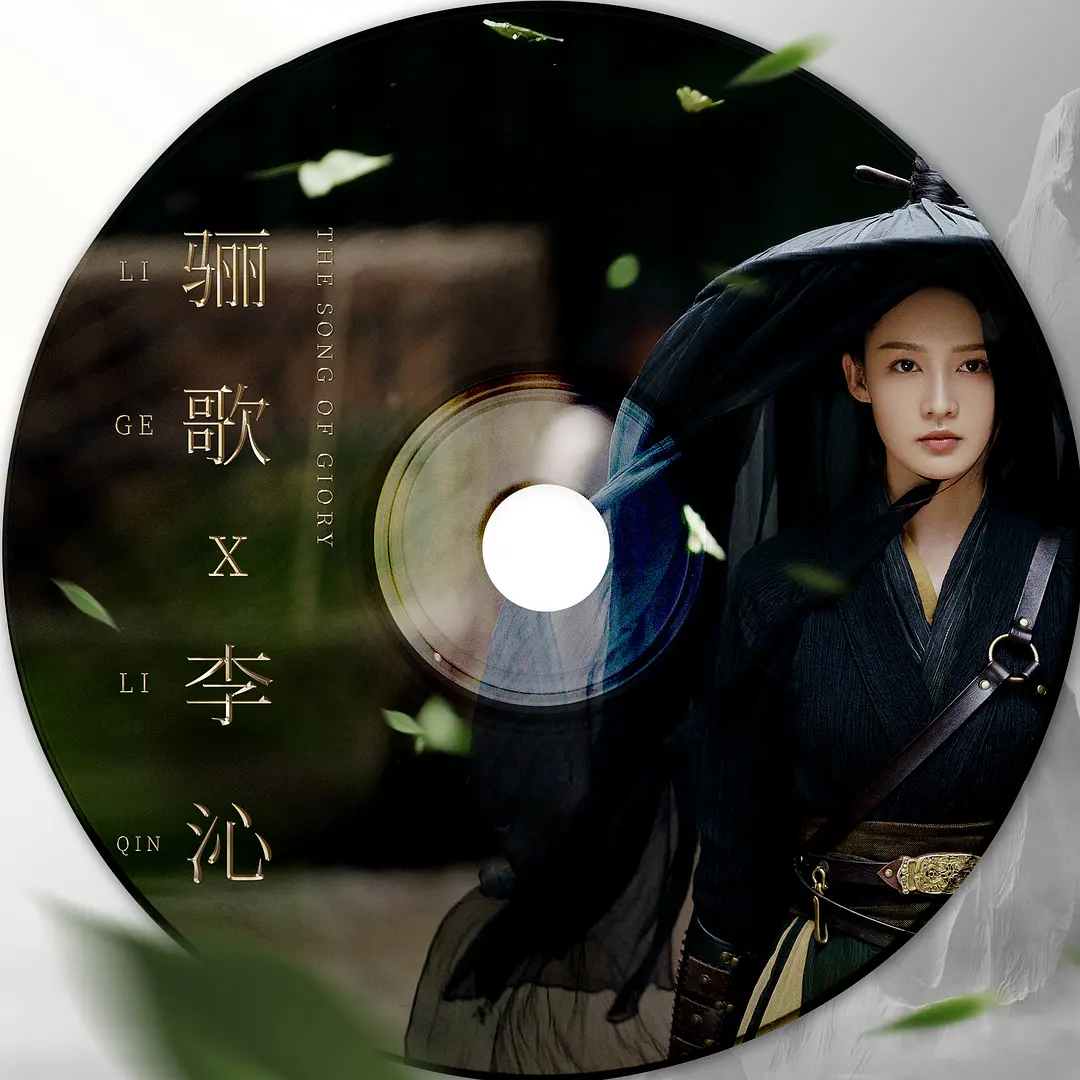 LI 骊
GE 歌
X
LI 李
QIN 沁
THE SONG OF GIORY